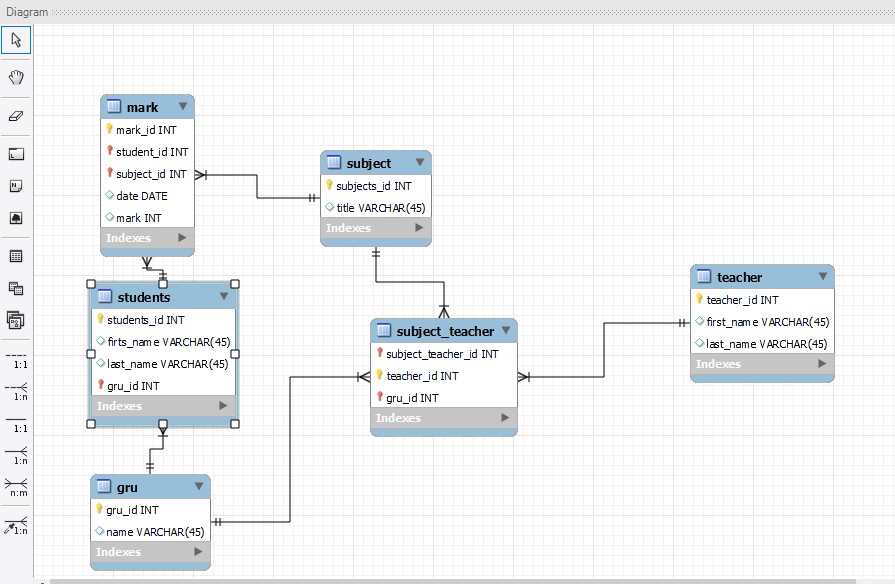 Diagram
mark
mark_id INT
student_id INT
subject_id INT
date DATE
mark INT
Indexes
subject
subjects_id INT
title VARCHAR(45)
Indexes
students
students_id INT
firts_name VARCHAR(45)
last_name VARCHAR(45)
gru_id INT
Indexes
subject_teacher
subject_teacher_id INT
teacher_id INT
gru_id INT
Indexes
teacher
teacher_id INT
first_name VARCHAR(45)
last_name VARCHAR(45)
Indexes
gru
gru_id INT
name VARCHAR(45)
Indexes
1:1
1:n
1:1
1:n
n:m
1:n